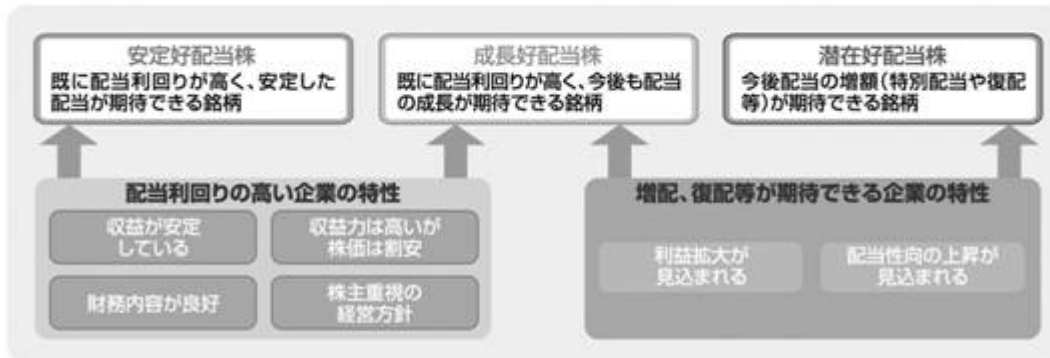 安定好配当株
既に配当利回りが高く、安定した
配当が期待できる銘柄
成長好配当株
既に配当利回りが高く、今後も配当
の成長が期待できる銘柄
潜在好配当株
今後配当の増額(特別配当や復配
等)が期待できる銘柄
配当利回りの高い企業の特性
収益が安定
している
収益力は高いが
株価は割安
財務内容が良好
株主重視の
経営方針
増配、復配等が期待できる企業の特性
利益拡大が
見込まれる
配当性向の上昇が
見込まれる